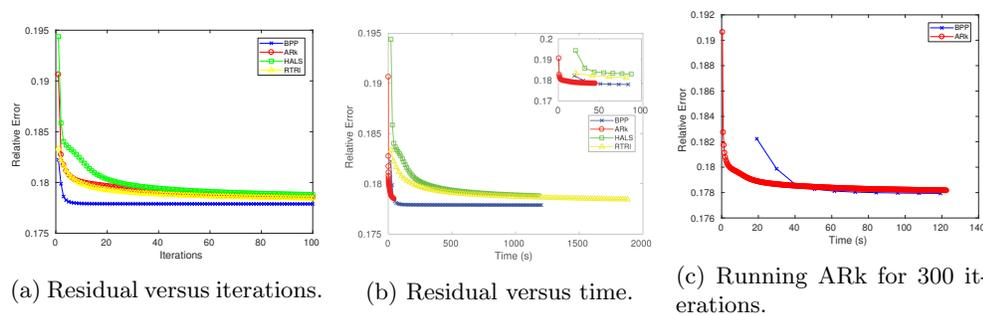 0.195
0.19
0.185
0.18
0.175
Relative Error
0 20 40 60 80 100
Iterations
BPP
ARk
HALS
RTRI
(a) Residual versus iterations.
0.195
0.19
0.185
0.18
0.175
Relative Error
0 500 1000 1500 2000
Time (s)
0.2
0.19
0.18
0.17
0 50 100
BPP
ARk
HALS
RTRI
(b) Residual versus time.
0.192
0.19
0.188
0.186
0.184
0.182
0.18
0.178
0.176
Relative Error
0 20 40 60 80 100 120 140
Time (s)
BPP
ARk
(c) Running ARk for 300 it-
erations.